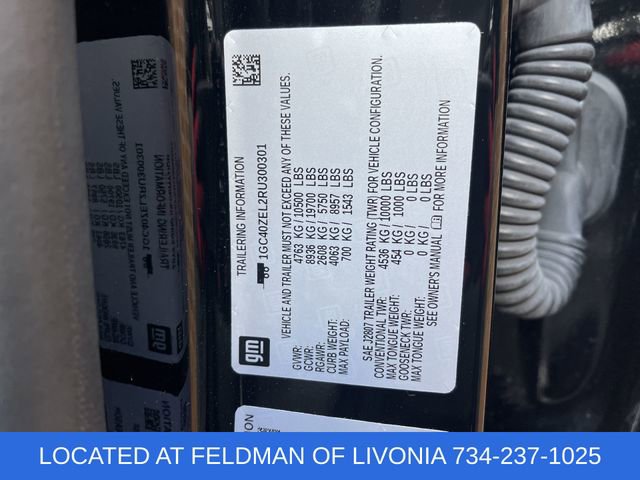 TRAILERING INFORMATION
1GC40ZEL2RU300301
VEHICLE AND TRAILER MUST NOT EXCEED ANY OF THESE VALUES.
GVWR: 4763 KG / 10500 LBS
GCWR: 8936 KG / 19700 LBS
RGAWR: 2608 KG / 5750 LBS
CURB WEIGHT: 4063 KG / 8957 LBS
MAX PAYLOAD: 700 KG / 1543 LBS
SAE J2807 TRAILER WEIGHT RATING (TWR) FOR VEHICLE CONFIGURATION.
CONVENTIONAL TWR: 4536 KG / 10000 LBS
MAX TONGUE WEIGHT: 454 KG / 1000 LBS
GOOSENECK TWR: 0 KG / 0 LBS
MAX TONGUE WEIGHT: 0 KG / 0 LBS
SEE OWNER'S MANUAL FOR MORE INFORMATION
gm
LOCATED AT FELDMAN OF LIVONIA 734-237-1025